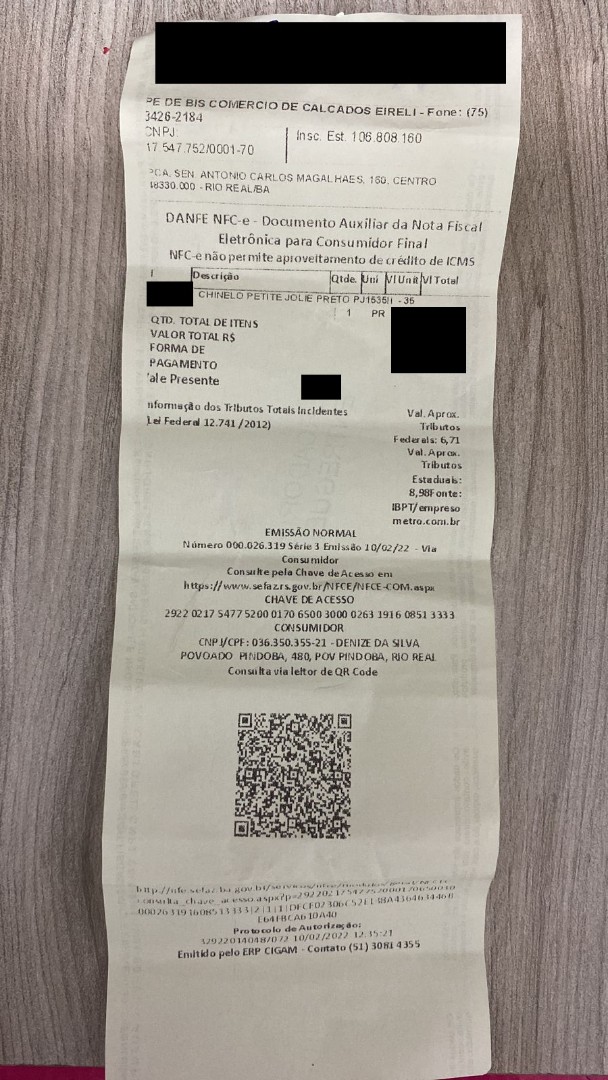 PE DE BIS COMERCIO DE CALCADOS EIRELI - Fone: (75)
3426-2184
CNPJ:
17.547.752/0001-70
Insc. Est. 106.808.160
PCA. SEN. ANTONIO CARLOS MAGALHAES, 160, CENTRO
48330.000 - RIO REAL/BA
DANFE NFC-e - Documento Auxiliar da Nota Fiscal
Eletrônica para Consumidor Final
NFC-e não permite aproveitamento de crédito de ICMS
Descrição Qtde. Uni Vl Unit Vl Total
CHINELO PETITE JOLIE PRETO - 35
1 PR
QTD. TOTAL DE ITENS
VALOR TOTAL R$
FORMA DE
PAGAMENTO
ale Presente
nformação dos Tributos Totais Incidentes
(Lei Federal 12.741 /2012)
Val. Aprox.
Tributos
Federais: 6,71
Val. Aprox.
Tributos
Estaduais:
8,98Fonte:
IBPT/empreso
metro.com.br
EMISSÃO NORMAL
Número 000.026.319 Série 3 Emissão 10/02/22 - Via
Consumidor
Consulte pela Chave de Acesso em
https://www.sefaz.rs.gov.br/NFCE/NFCE-COM.aspx
CHAVE DE ACESSO
2922 0217 5477 5200 0170 6500 3000 0263 1916 0851 3333
CONSUMIDOR
CNPJ/CPF: 036.350.355-21 - DENIZE DA SILVA
POVOADO PINDOBA, 480, POV PINDOBA, RIO REAL
Consulta via leitor de QR Code
Protocolo de Autorização:
10/02/2022 12:35:21
Emitido pelo ERP CIGAM - Contato (51) 3081 4355